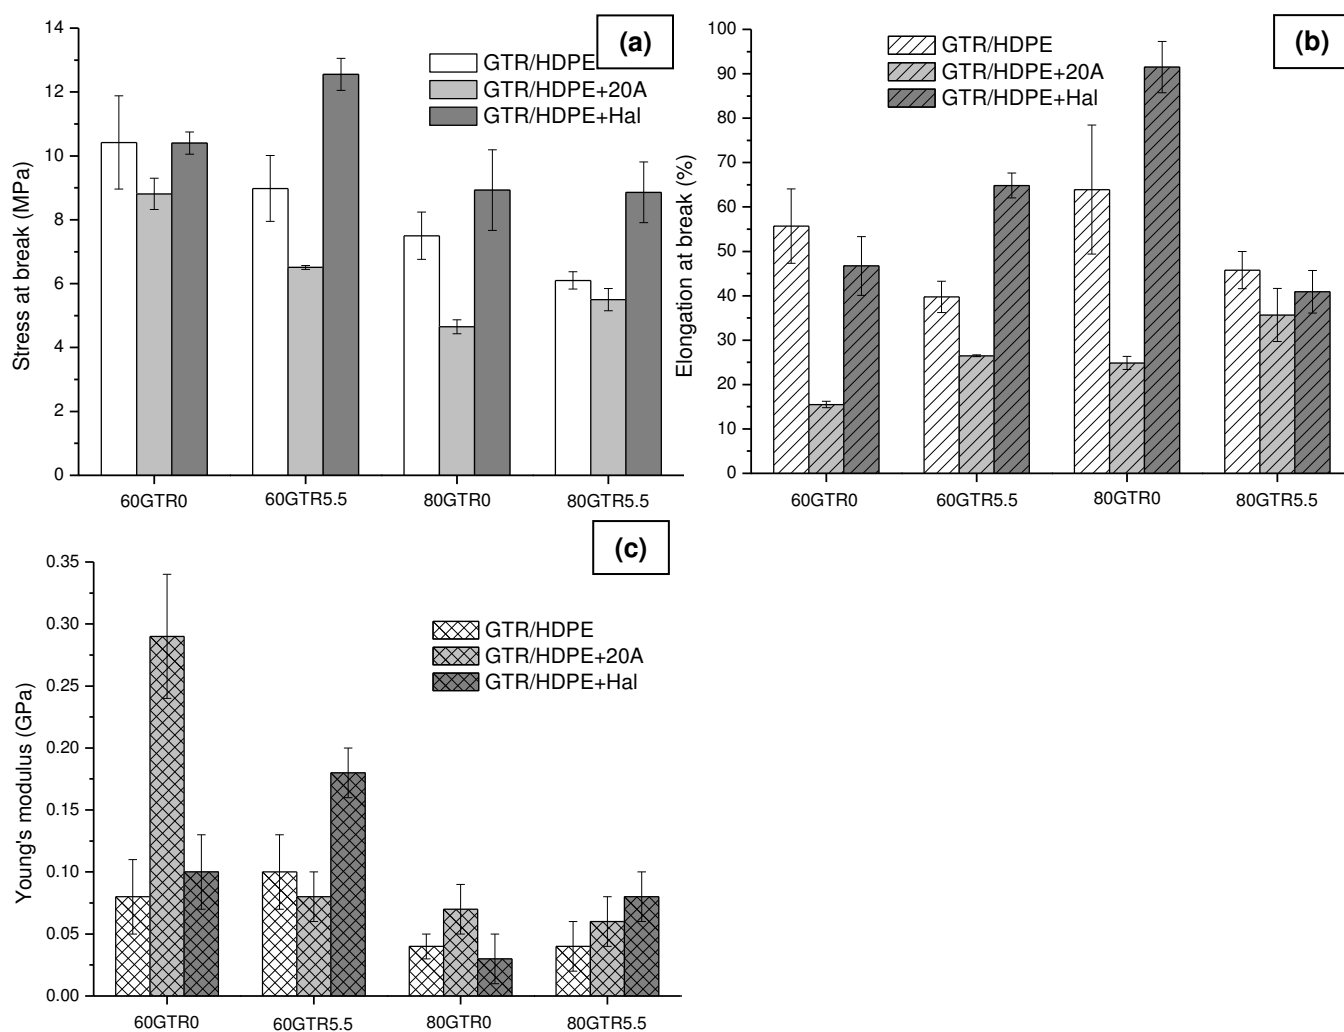 (a)
GTR/HDPE
GTR/HDPE+20A
GTR/HDPE+Hal
Stress at break (MPa)
14
12
10
8
6
4
2
0
60GTR0
60GTR5.5
80GTR0
80GTR5.5
(b)
GTR/HDPE
GTR/HDPE+20A
GTR/HDPE+Hal
Elongation at break (%)
100
90
80
70
60
50
40
30
20
10
0
60GTR0
60GTR5.5
80GTR0
80GTR5.5
(c)
GTR/HDPE
GTR/HDPE+20A
GTR/HDPE+Hal
Young's modulus (GPa)
0.35
0.30
0.25
0.20
0.15
0.10
0.05
0.00
60GTR0
60GTR5.5
80GTR0
80GTR5.5